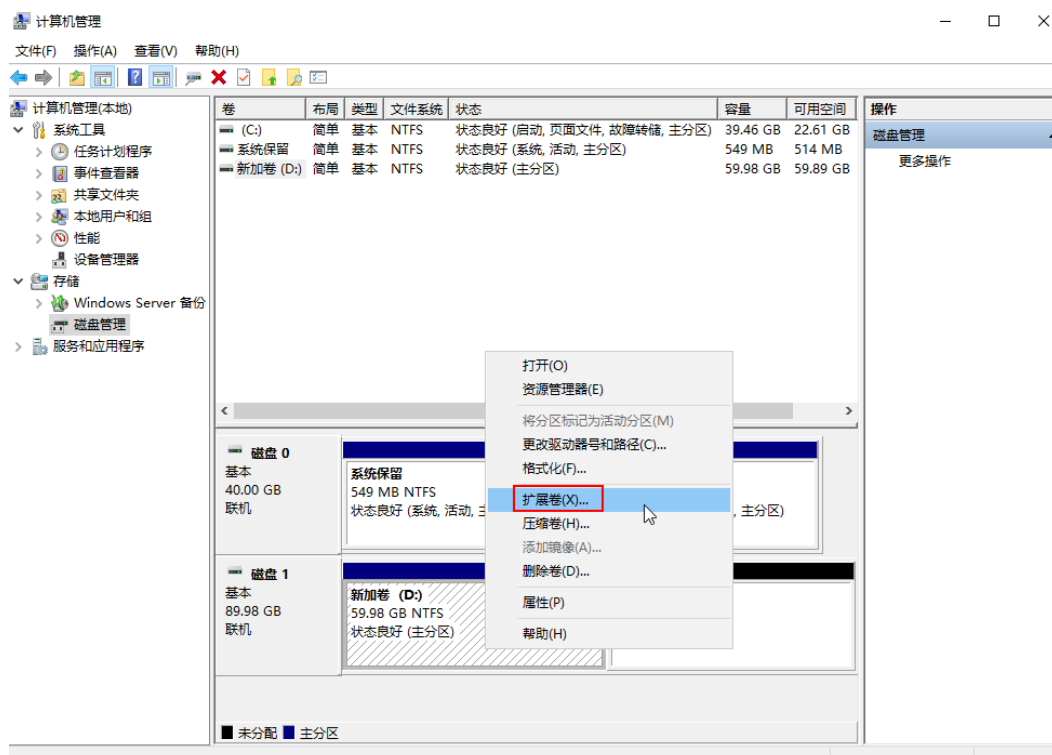 计算机管理
文件(F) 操作(A) 查看(V) 帮助(H)
计算机管理(本地)
系统工具
任务计划程序
事件查看器
共享文件夹
本地用户和组
性能
设备管理器
存储
Windows Server 备份
磁盘管理
服务和应用程序
卷 布局 类型 文件系统 状态 容量 可用空间
(C:) 简单 基本 NTFS 状态良好 (启动, 页面文件, 故障转储, 主分区) 39.46 GB 22.61 GB
系统保留 简单 基本 NTFS 状态良好 (系统, 活动, 主分区) 549 MB 514 MB
新加卷 (D:) 简单 基本 NTFS 状态良好 (主分区) 59.98 GB 59.89 GB
操作
磁盘管理
更多操作
打开(O)
资源管理器(E)
将分区标记为活动分区(M)
更改驱动器号和路径(C)...
格式化(F)...
扩展卷(X)...
压缩卷(H)...
添加镜像(A)...
删除卷(D)...
属性(P)
帮助(H)
磁盘 0
基本
40.00 GB
联机
系统保留
549 MB NTFS
状态良好 (系统, 活动, 主
, 主分区)
磁盘 1
基本
89.98 GB
联机
新加卷 (D:)
59.98 GB NTFS
状态良好 (主分区)
未分配 主分区